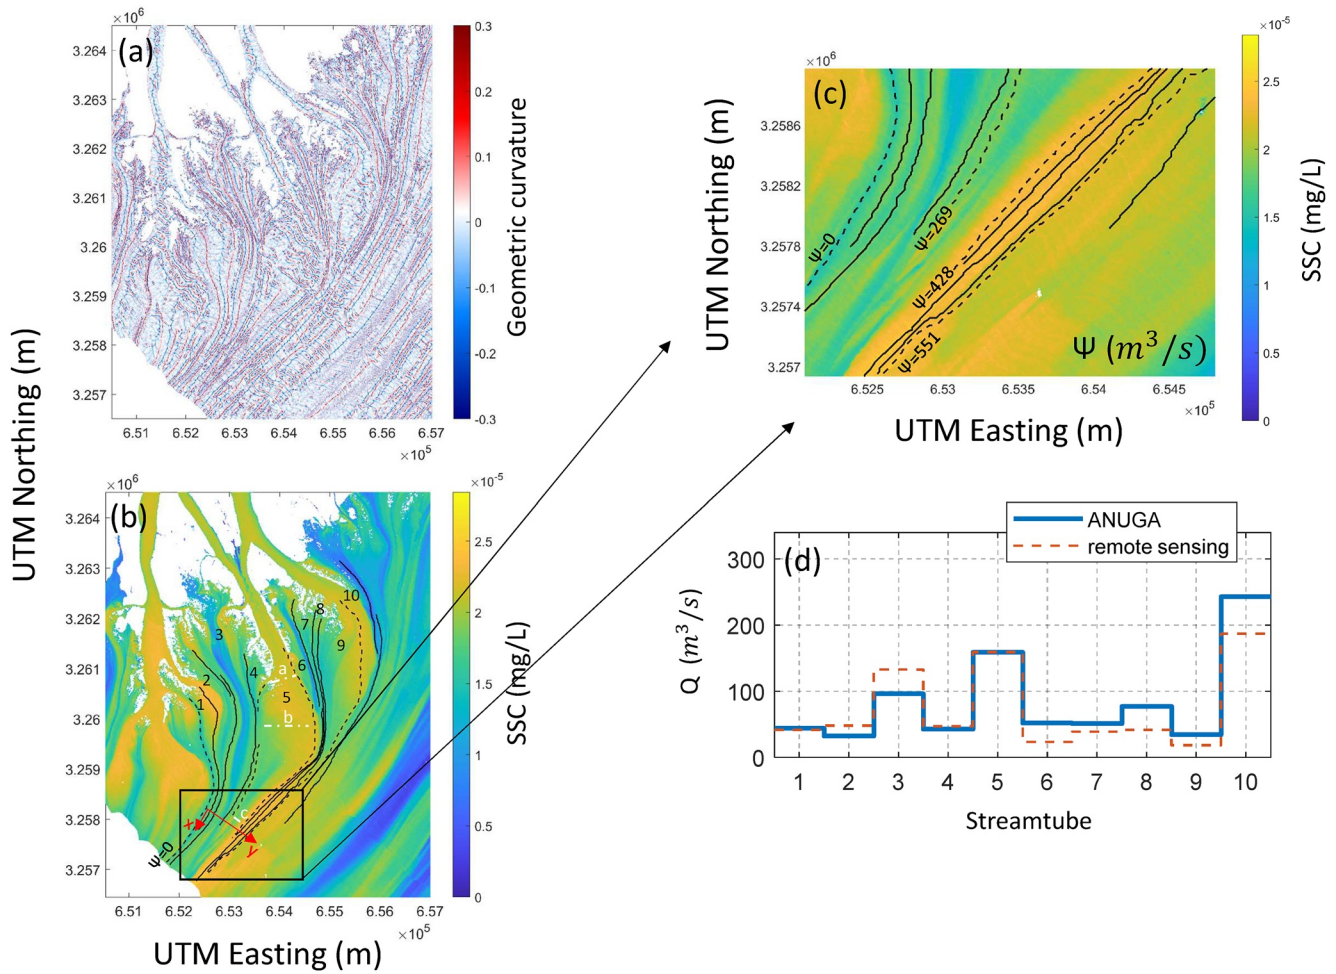 ×10⁶
(a)
3.264
3.263
3.262
3.261
3.26
3.259
3.258
3.257
6.51 6.52 6.53 6.54 6.55 6.56 6.57
×10⁵
0.3
0.2
0.1
0
-0.1
-0.2
-0.3
Geometric curvature
UTM Northing (m)
×10⁶
(b)
3.264
3.263
3.262
3.261
3.26
3.259
3.258
3.257
10
8
7
3
9
6
a
4
2
5
1
b
c
x
y
Ψ=0
6.51 6.52 6.53 6.54 6.55 6.56 6.57
×10⁵
UTM Easting (m)
2.5
2
1.5
1
0.5
0
SSC (mg/L)
×10⁶
(c)
3.2586
3.2582
3.2578
3.2574
3.257
UTM Northing (m)
Ψ=0
Ψ=269
Ψ=428
Ψ=551
Ψ (m³/s)
6.525 6.53 6.535 6.54 6.545
×10⁵
UTM Easting (m)
×10⁻⁵
2.5
2
1.5
1
0.5
0
SSC (mg/L)
ANUGA
remote sensing
(d)
300
200
100
0
Q (m³/s)
1 2 3 4 5 6 7 8 9 10
Streamtube